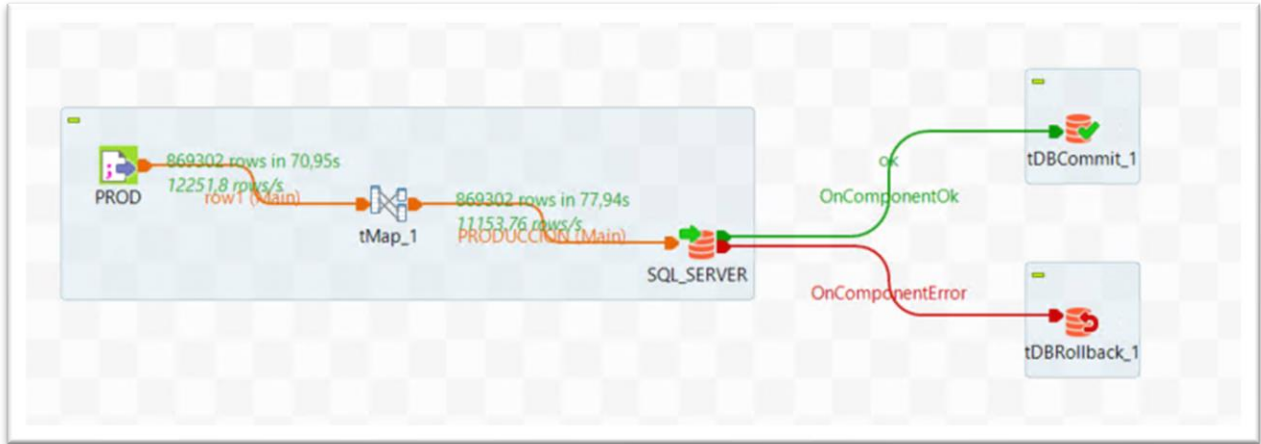 869302 rows in 70,95s
12251,8 rows/s
row1 (Main)
PROD
tMap_1
869302 rows in 77,94s
11153,76 rows/s
PRODUCCION (Main)
SQL_SERVER
ok
OnComponentOk
tDBCommit_1
OnComponentError
tDBRollback_1